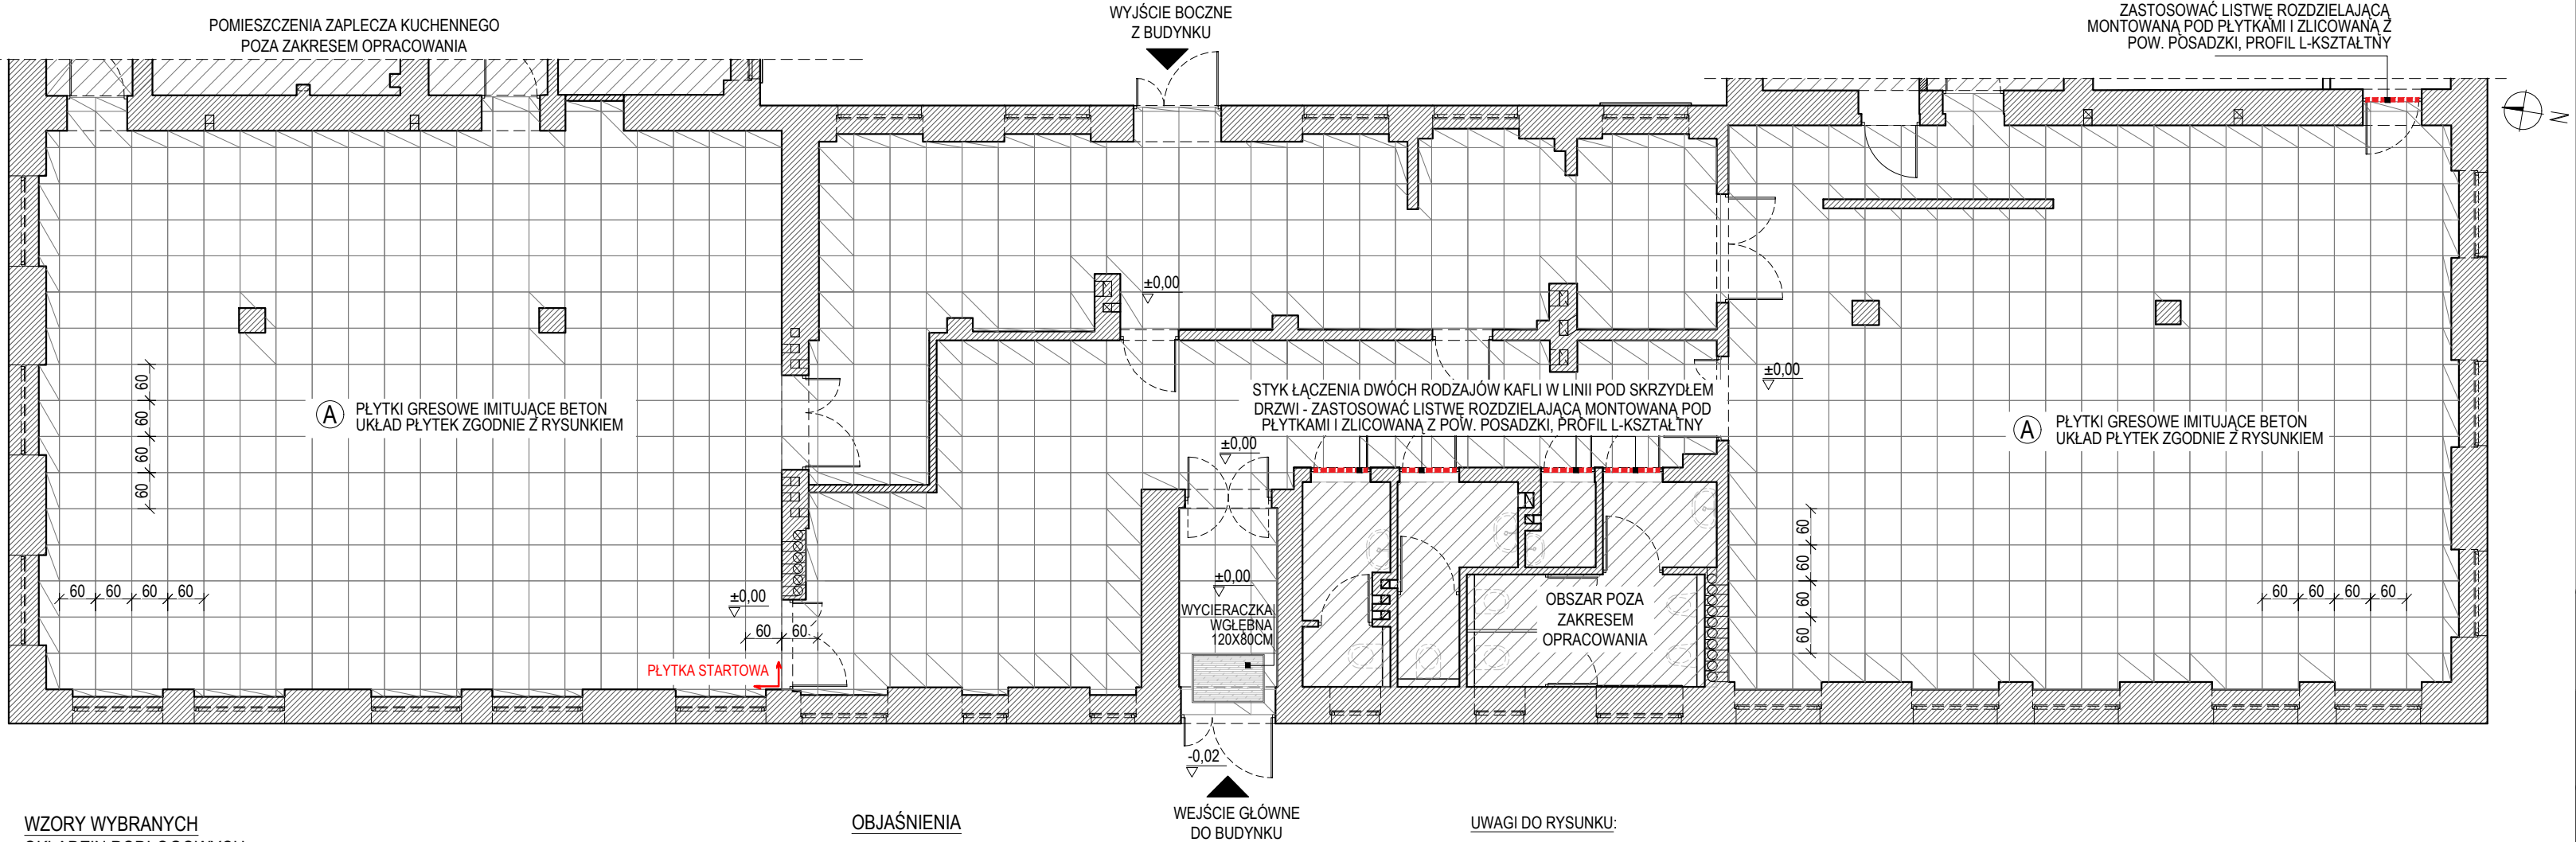 POMIESZCZENIA ZAPLECZA KUCHENNEGO
POZA ZAKRESEM OPRACOWANIA
WYJŚCIE BOCZNE
Z BUDYNKU
ZASTOSOWAĆ LISTWĘ ROZDZIELAJĄCĄ
MONTOWANĄ POD PŁYTKAMI I ZLICOWANĄ Z
POW. POSADZKI, PROFIL L-KSZTAŁTNY
N
±0,00
±0,00
STYK ŁĄCZENIA DWÓCH RODZAJÓW KAFLI W LINII POD SKRZYDŁEM
DRZWI - ZASTOSOWAĆ LISTWĘ ROZDZIELAJĄCĄ MONTOWANĄ POD
PŁYTKAMI I ZLICOWANĄ Z POW. POSADZKI, PROFIL L-KSZTAŁTNY
60
60
60
60
A
PŁYTKI GRESOWE IMITUJĄCE BETON
UKŁAD PŁYTEK ZGODNIE Z RYSUNKIEM
A
PŁYTKI GRESOWE IMITUJĄCE BETON
UKŁAD PŁYTEK ZGODNIE Z RYSUNKIEM
±0,00
60
60
60
60
60 60 60 60
±0,00
60 60
PŁYTKA STARTOWA
±0,00
WYCIERACZKA
WGŁĘBNA
120X80CM
OBSZAR POZA
ZAKRESEM
OPRACOWANIA
60 60 60 60
-0,02
WEJŚCIE GŁÓWNE
DO BUDYNKU
WZORY WYBRANYCH
OBJAŚNIENIA
UWAGI DO RYSUNKU: